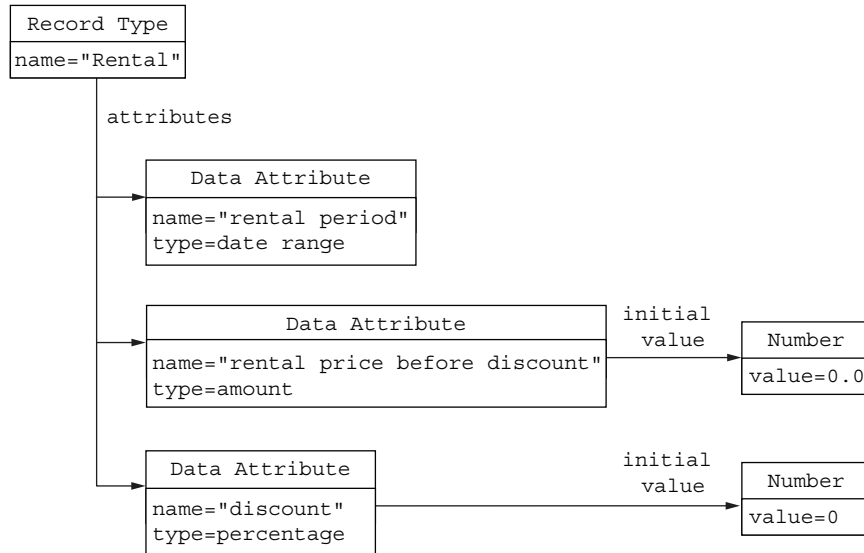 Record Type
name="Rental"
attributes
Data Attribute
name="rental period"
type=date range
Data Attribute
name="rental price before discount"
type=amount
initial
value
Number
value=0.0
Data Attribute
name="discount"
type=percentage
initial
value
Number
value=0